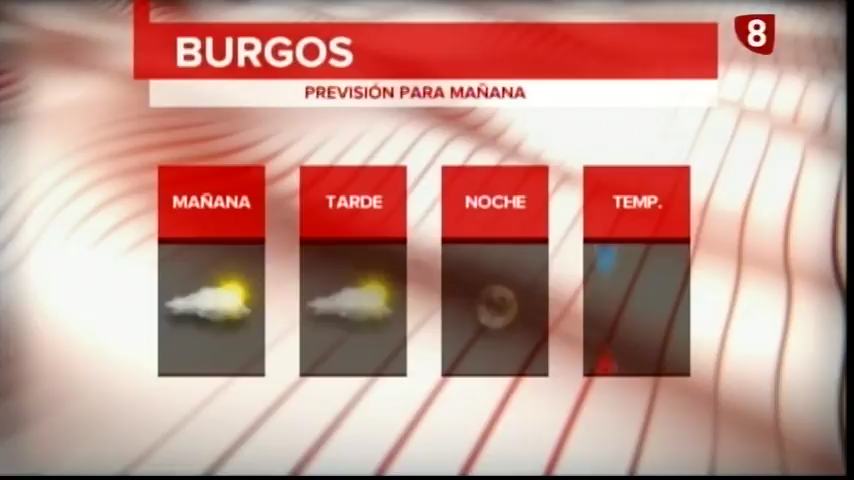 BURGOS
8
PREVISIÓN PARA MAÑANA
MAÑANA
TARDE
NOCHE
TEMP.